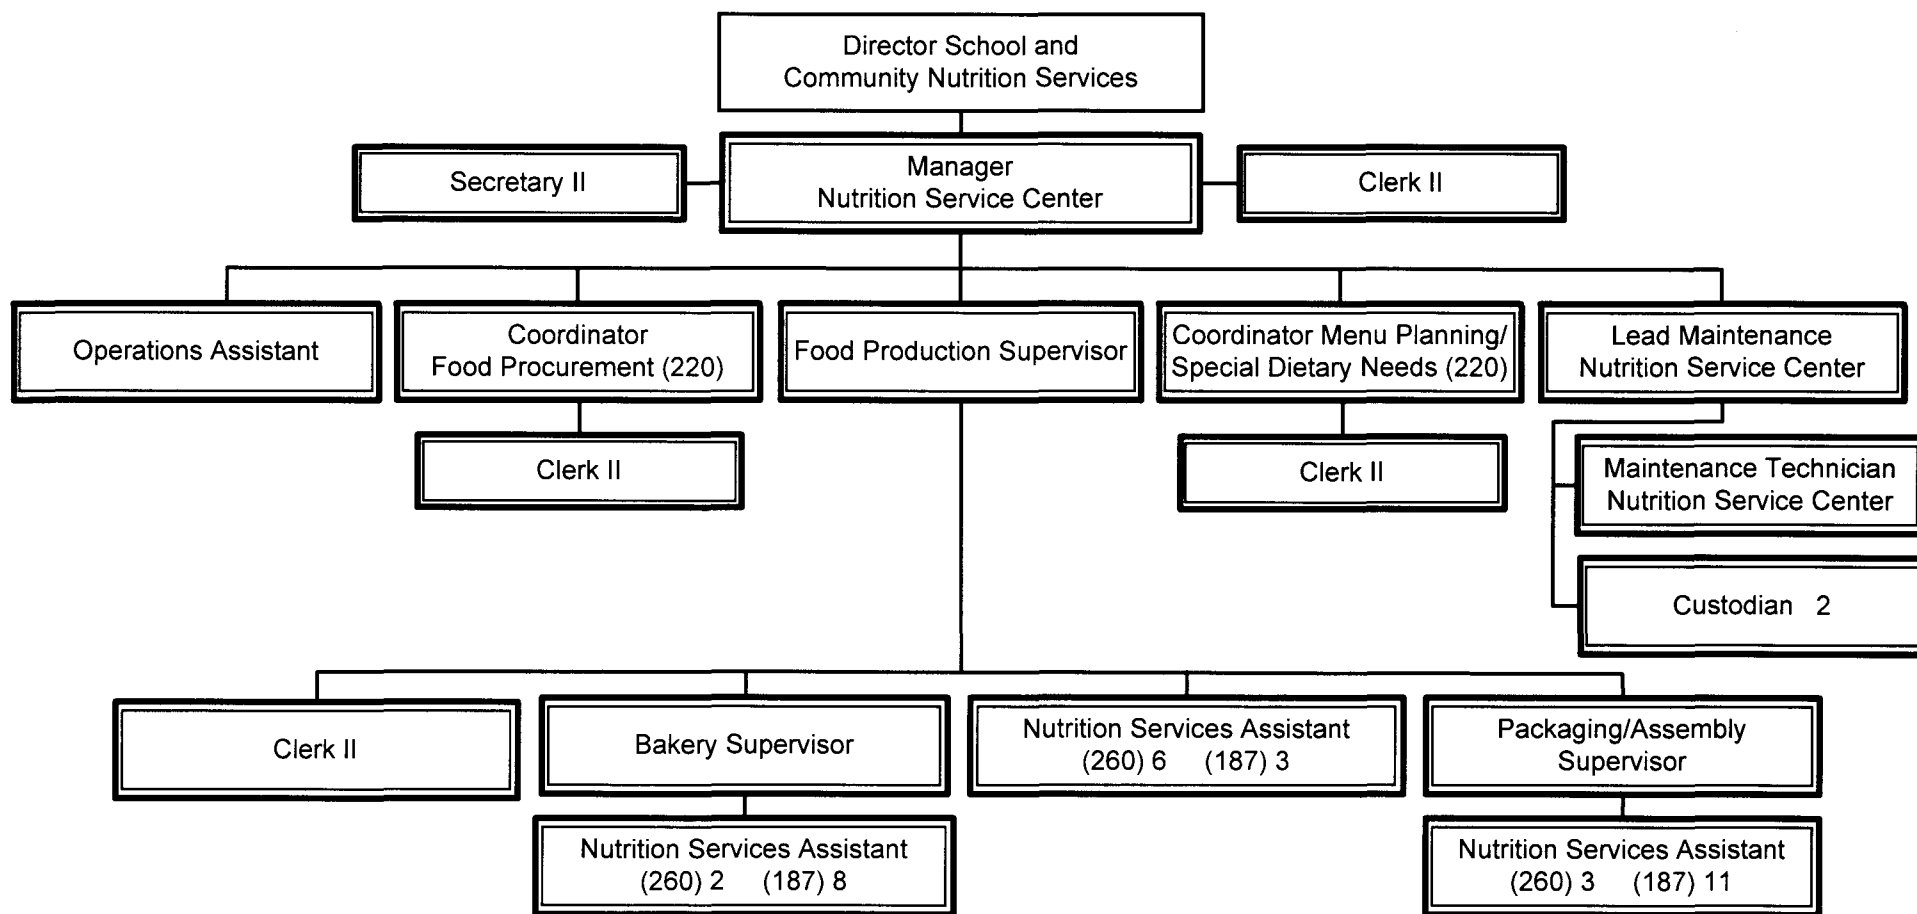 Director School and
Community Nutrition Services
Secretary II
Manager
Nutrition Service Center
Clerk II
Operations Assistant
Coordinator
Food Procurement (220)
Food Production Supervisor
Coordinator Menu Planning/
Special Dietary Needs (220)
Lead Maintenance
Nutrition Service Center
Clerk II
Clerk II
Maintenance Technician
Nutrition Service Center
Custodian 2
Clerk II
Bakery Supervisor
Nutrition Services Assistant
(260) 6 (187) 3
Packaging/Assembly
Supervisor
Nutrition Services Assistant
(260) 2 (187) 8
Nutrition Services Assistant
(260) 3 (187) 11